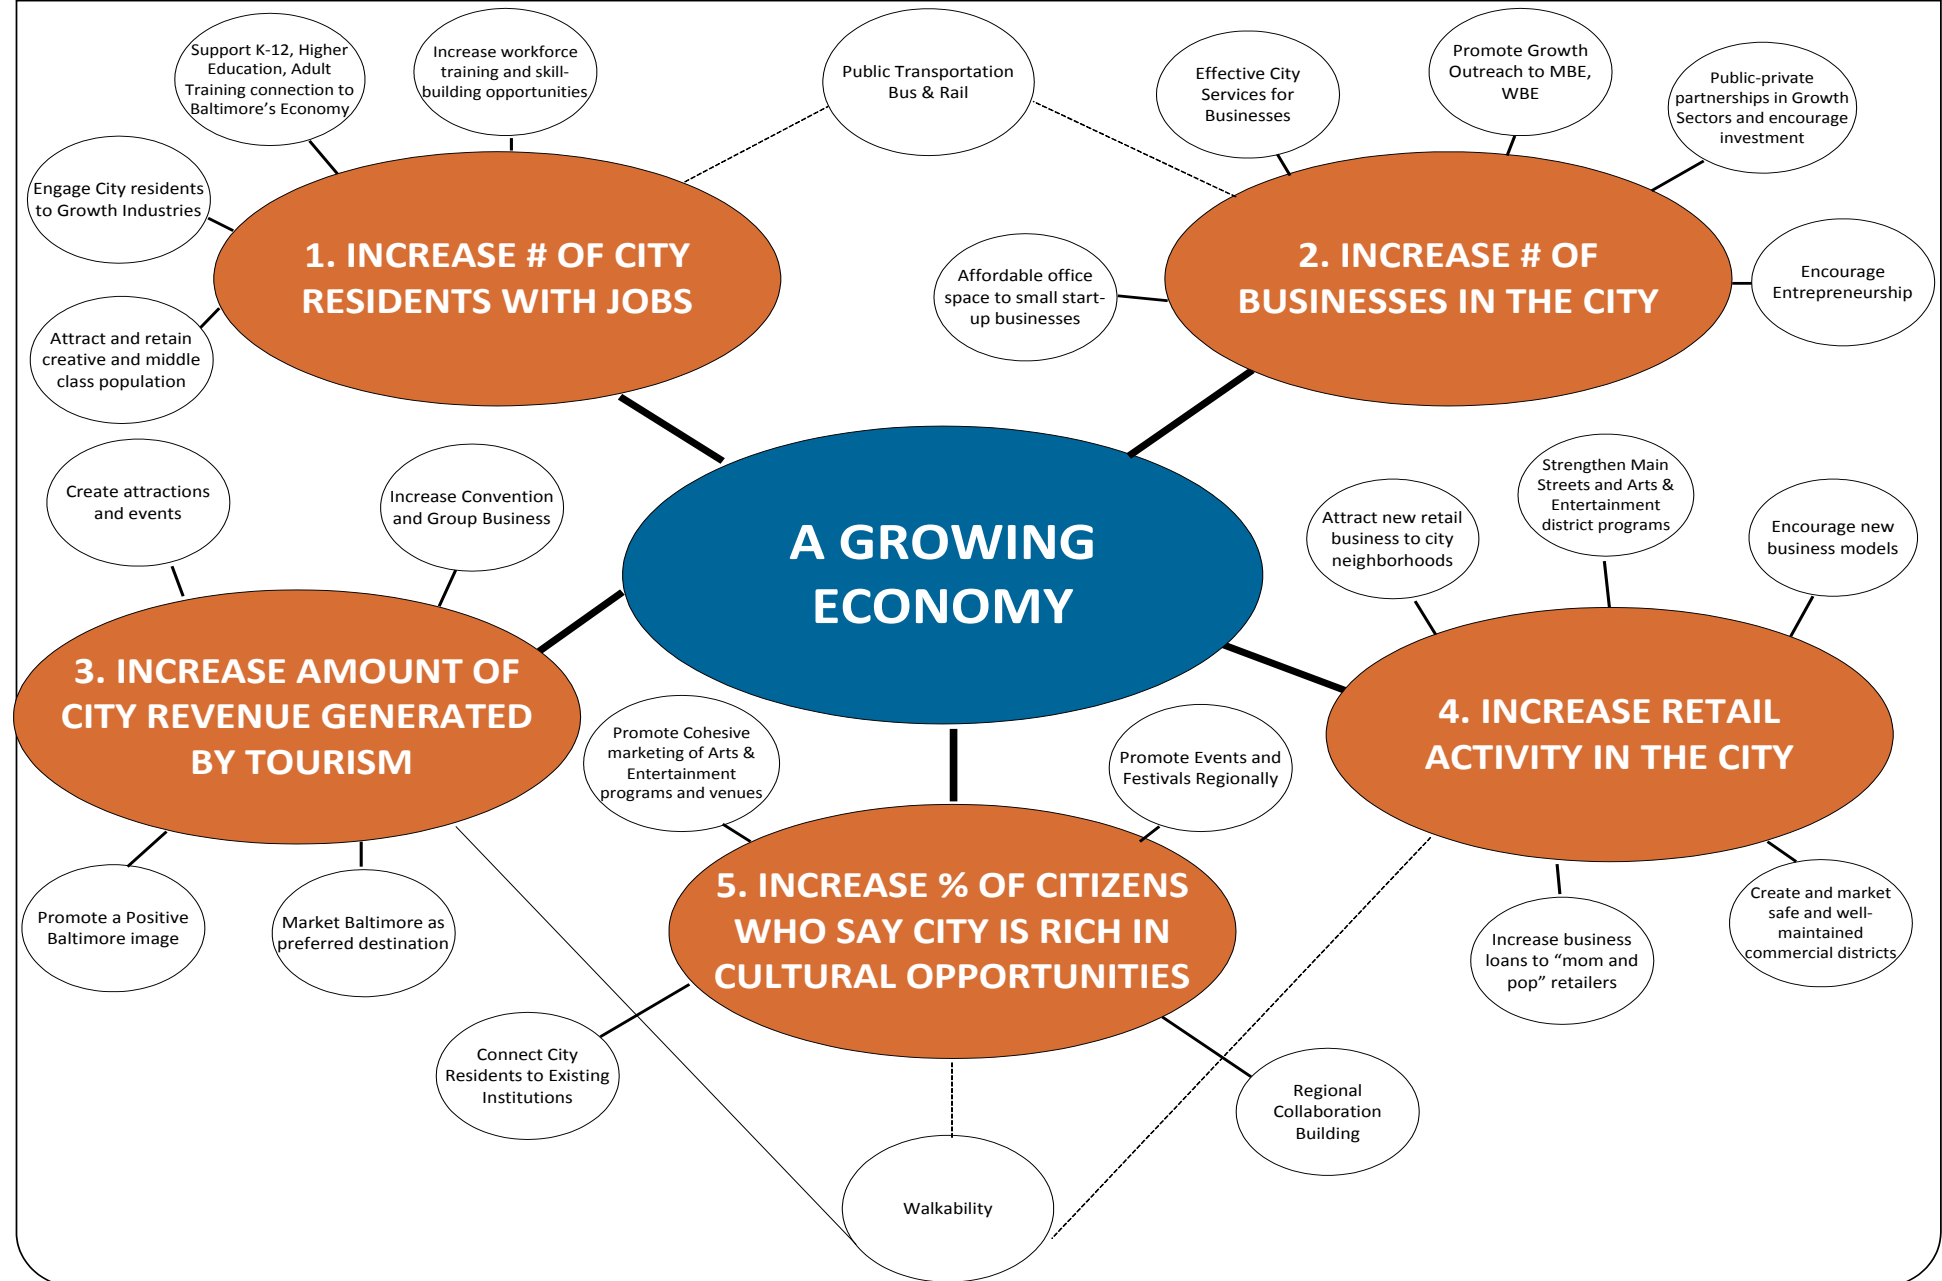 Support K-12, Higher
Education, Adult
Training connection to
Baltimore’s Economy
Increase workforce
training and skill-
building opportunities
Public Transportation
Bus & Rail
Effective City
Services for
Businesses
Promote Growth
Outreach to MBE,
WBE
Public-private
partnerships in Growth
Sectors and encourage
investment
Engage City residents
to Growth Industries
1. INCREASE # OF CITY
RESIDENTS WITH JOBS
2. INCREASE # OF
BUSINESSES IN THE CITY
Affordable office
space to small start-
up businesses
Encourage
Entrepreneurship
Attract and retain
creative and middle
class population
Create attractions
and events
Increase Convention
and Group Business
A GROWING
ECONOMY
Attract new retail
business to city
neighborhoods
Strengthen Main
Streets and Arts &
Entertainment
district programs
Encourage new
business models
3. INCREASE AMOUNT OF
CITY REVENUE GENERATED
BY TOURISM
Promote Cohesive
marketing of Arts &
Entertainment
programs and venues
Promote Events and
Festivals Regionally
4. INCREASE RETAIL
ACTIVITY IN THE CITY
5. INCREASE % OF CITIZENS
WHO SAY CITY IS RICH IN
CULTURAL OPPORTUNITIES
Promote a Positive
Baltimore image
Market Baltimore as
preferred destination
Increase business
loans to “mom and
pop” retailers
Create and market
safe and well-
maintained
commercial districts
Connect City
Residents to Existing
Institutions
Regional
Collaboration
Building
Walkability